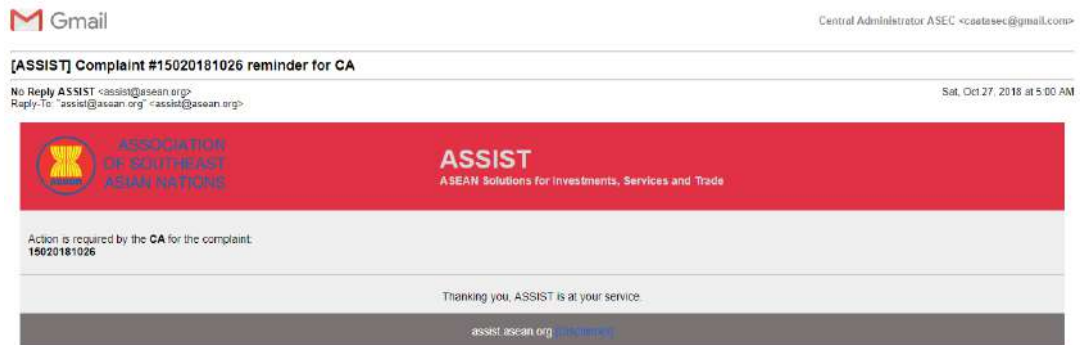 Gmail
Central Administrator ASEC <caatasec@gmail.com>
[ASSIST] Complaint #15020181026 reminder for CA
No Reply ASSIST <assist@asean.org>
Sat, Oct 27, 2018 at 5:00 AM
Reply-To: "assist@asean.org" <assist@asean.org>
ASSOCIATION
OF SOUTHEAST
ASIAN NATIONS
ASSIST
ASEAN Solutions for Investments, Services and Trade
Action is required by the CA for the complaint:
15020181026
Thanking you, ASSIST is at your service.
assist.asean.org